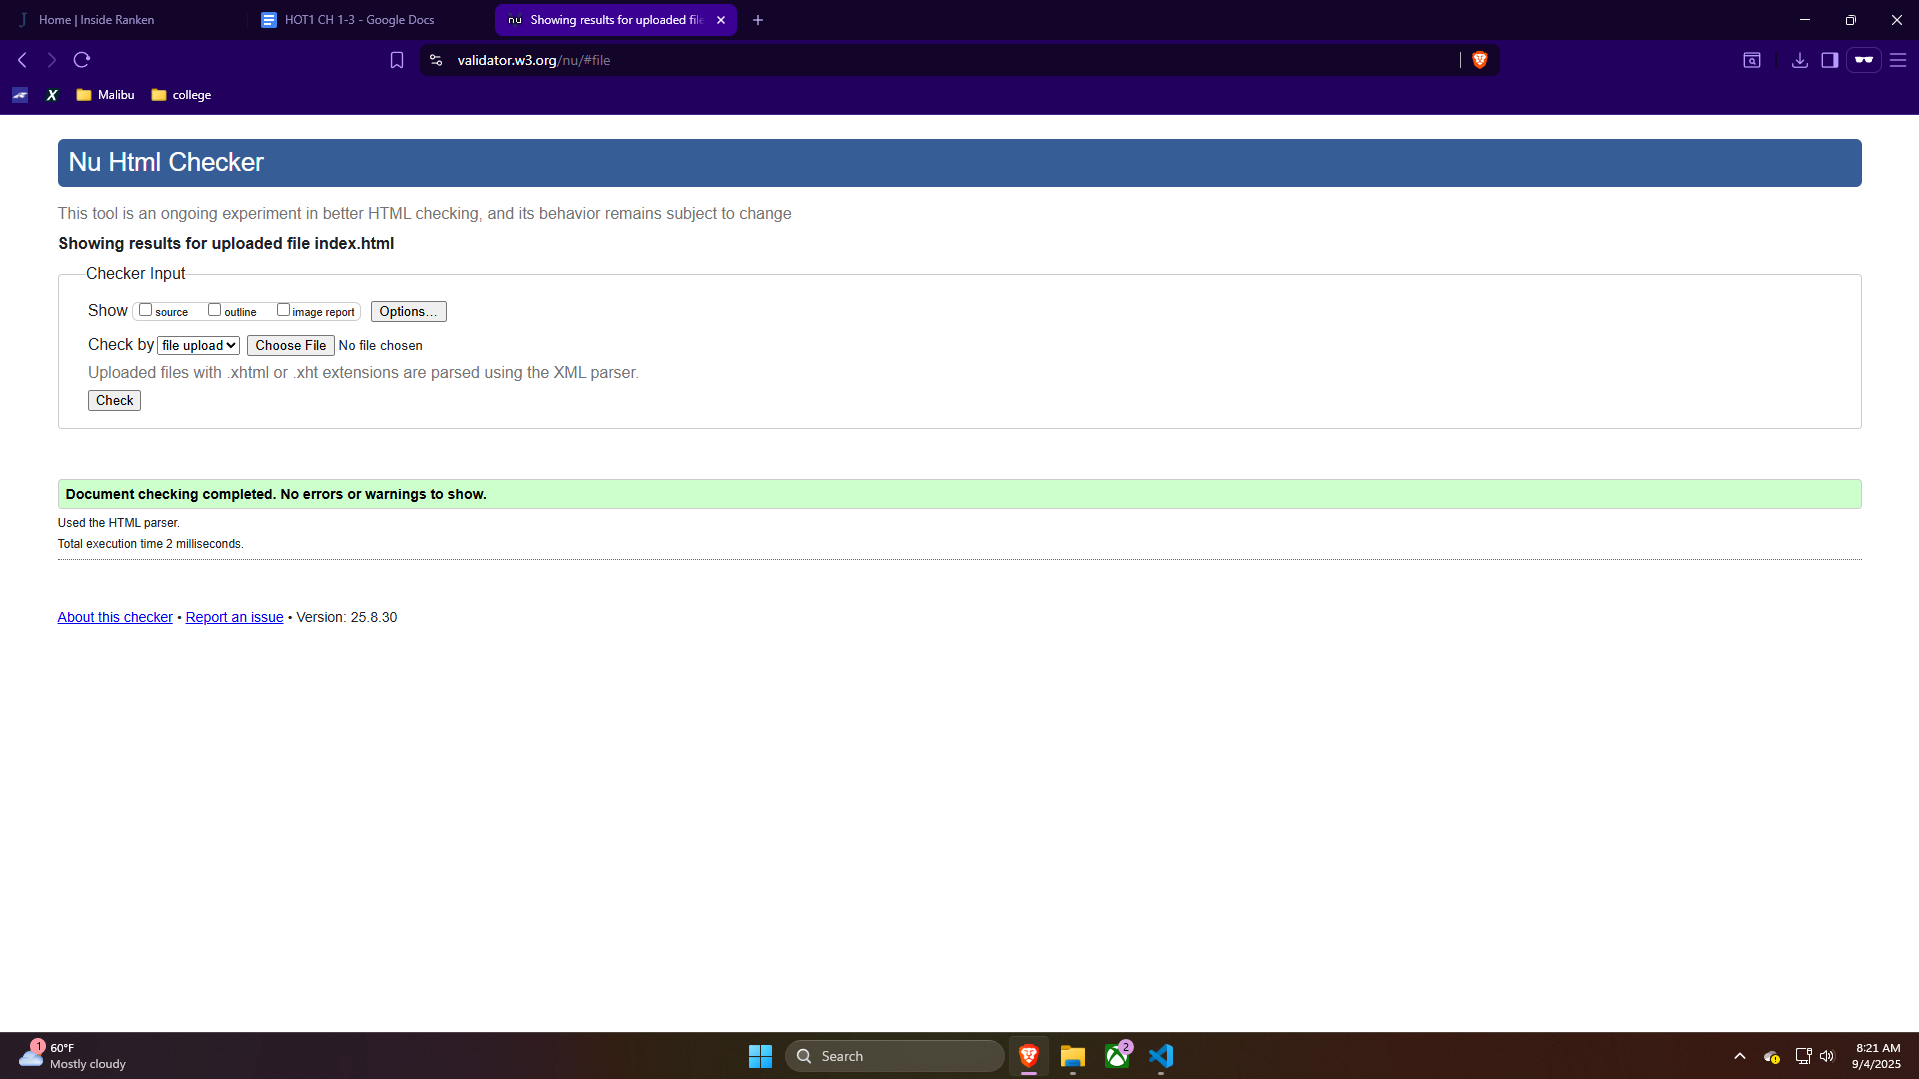 Home | Inside Ranken
HOT1 CH 1-3 - Google Docs
nu Showing results for uploaded file
validator.w3.org/nu/#file
X Malibu college
Nu Html Checker
This tool is an ongoing experiment in better HTML checking, and its behavior remains subject to change
Showing results for uploaded file index.html
Checker Input
Show source outline image report Options...
Check by file upload Choose File No file chosen
Uploaded files with .xhtml or .xht extensions are parsed using the XML parser.
Check
Document checking completed. No errors or warnings to show.
Used the HTML parser.
Total execution time 2 milliseconds.
About this checker • Report an issue • Version: 25.8.30
1
60°F
Mostly cloudy
Search
2
8:21 AM
9/4/2025